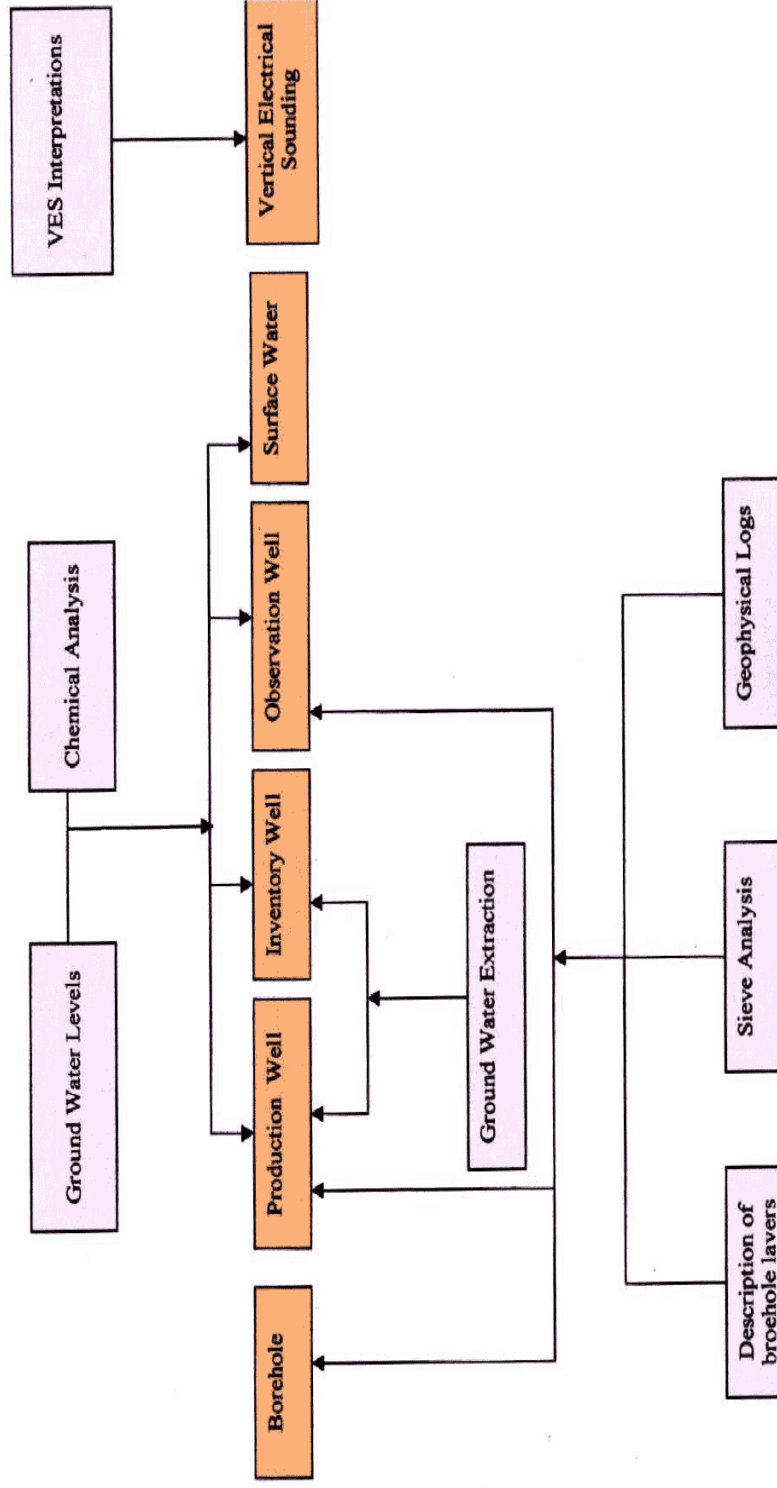 Ground Water Levels
Chemical Analysis
VES Interpretations
Borehole
Production Well
Inventory Well
Observation Well
Surface Water
Vertical Electrical
Sounding
Ground Water Extraction
Description of
broehole lavers
Sieve Analysis
Geophysical Logs